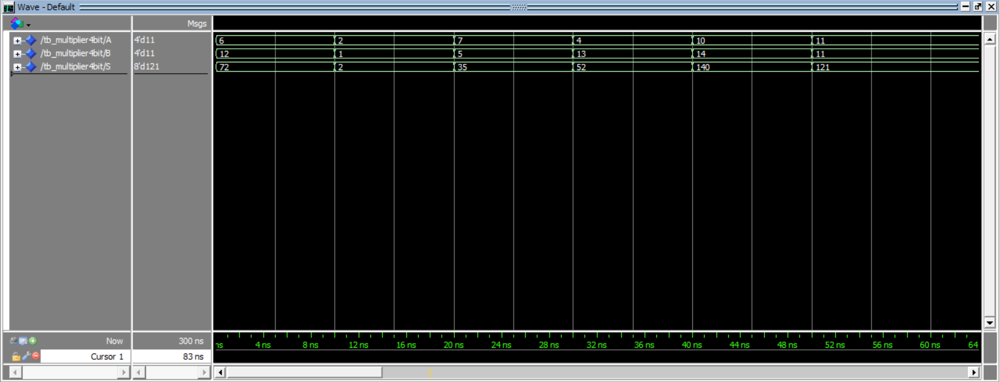 Wave - Default
Msgs
/tb_multiplier4bit/A 4'd11 6 2 7 4 10 11
/tb_multiplier4bit/B 4'd11 12 1 5 13 14 11
/tb_multiplier4bit/S 8'd121 72 2 35 52 140 121
Now 300 ns ns 4 ns 8 ns 12 ns 16 ns 20 ns 24 ns 28 ns 32 ns 36 ns 40 ns 44 ns 48 ns 52 ns 56 ns 60 ns 64
Cursor 1 83 ns